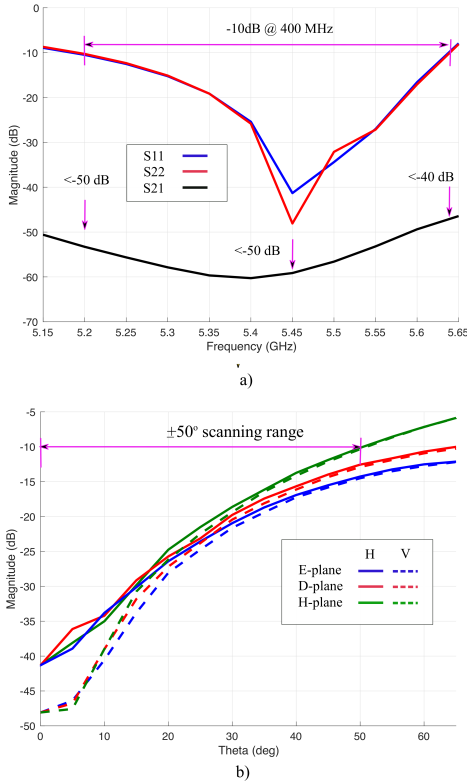 0
-10dB @ 400 MHz
-10
-20
-30
-40
-50
-60
-70
Magnitude (dB)
S11
S22
S21
<-50 dB
<-50 dB
<-40 dB
5.15 5.2 5.25 5.3 5.35 5.4 5.45 5.5 5.55 5.6 5.65
Frequency (GHz)
a)
-5
-10
-15
-20
-25
-30
-35
-40
-45
-50
Magnitude (dB)
±50° scanning range
H V
E-plane
D-plane
H-plane
0 10 20 30 40 50 60
Theta (deg)
b)